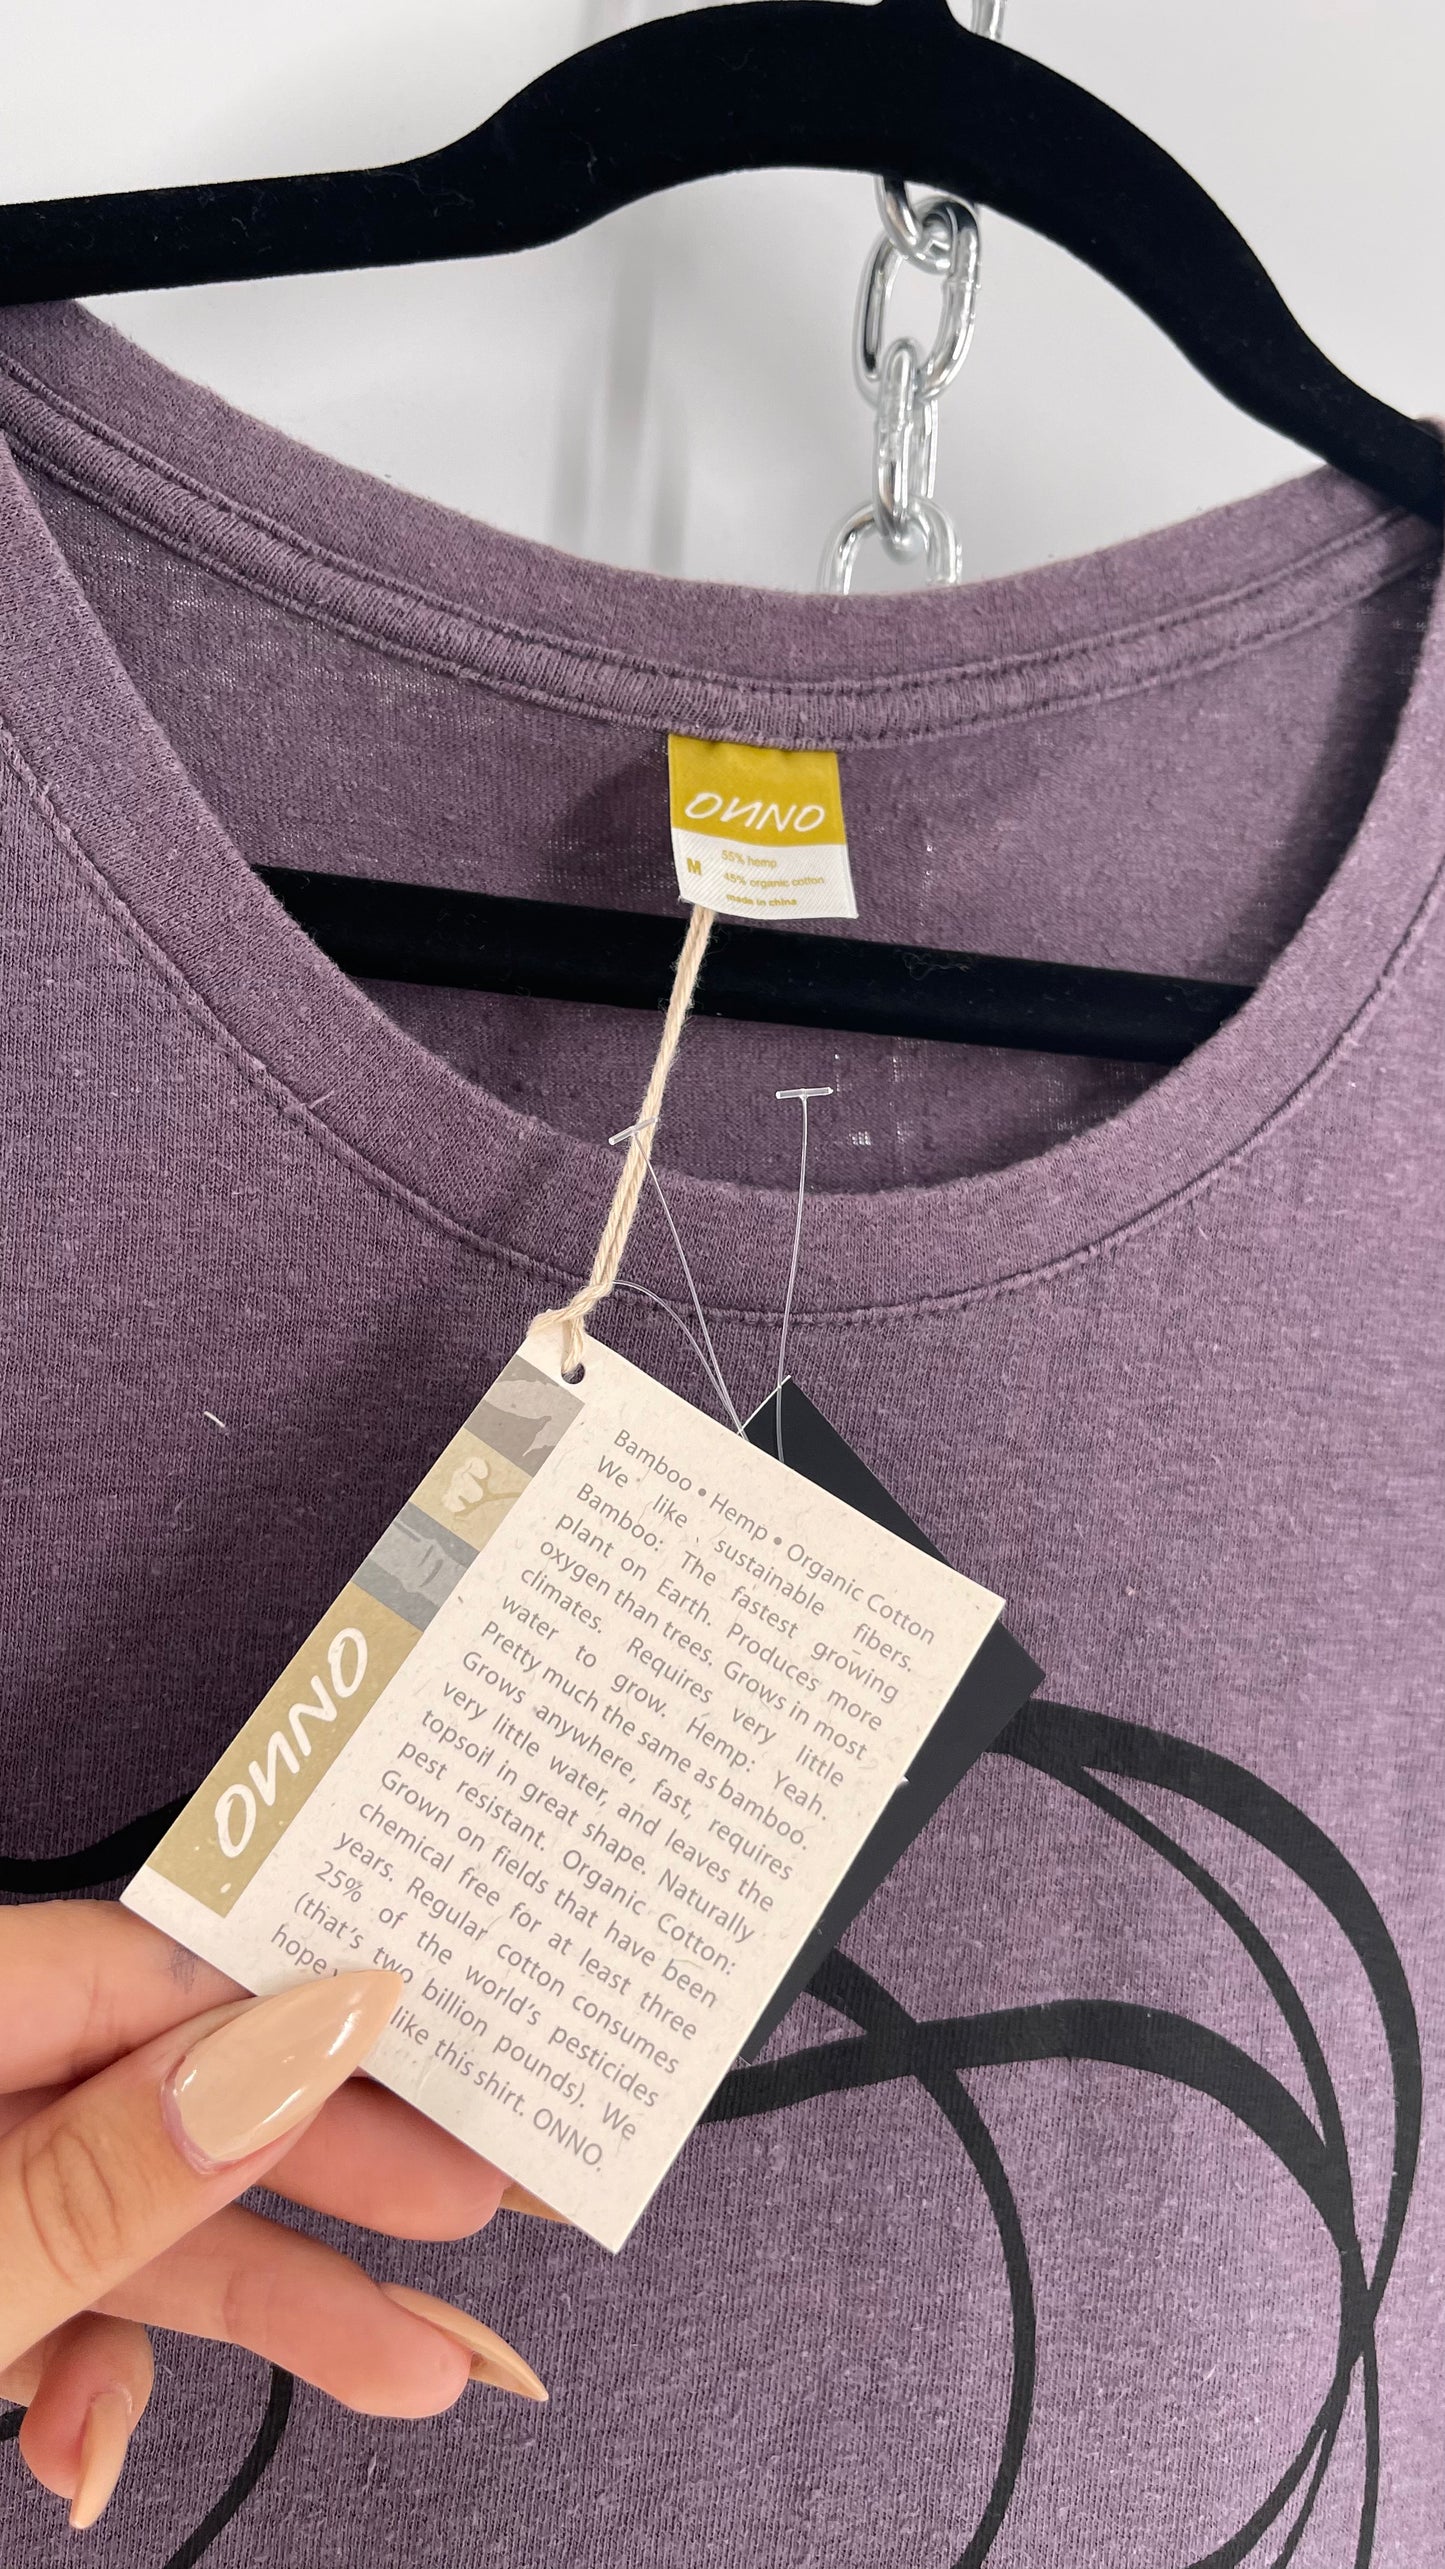 ONNO
M
55% hemp
45% organic cotton
made in china
ONNO
Bamboo • Hemp • Organic Cotton
We like sustainable fibers.
Bamboo: The fastest growing
plant on Earth. Produces more
oxygen than trees. Grows in most
climates. Requires very little
water to grow. Hemp: Yeah.
Pretty much the same as bamboo.
Grows anywhere, fast, requires
very little water, and leaves the
topsoil in great shape. Naturally
pest resistant. Organic Cotton:
Grown on fields that have been
chemical free for at least three
years. Regular cotton consumes
25% of the world's pesticides
(that's two billion pounds). We
hope like this shirt. ONNO.